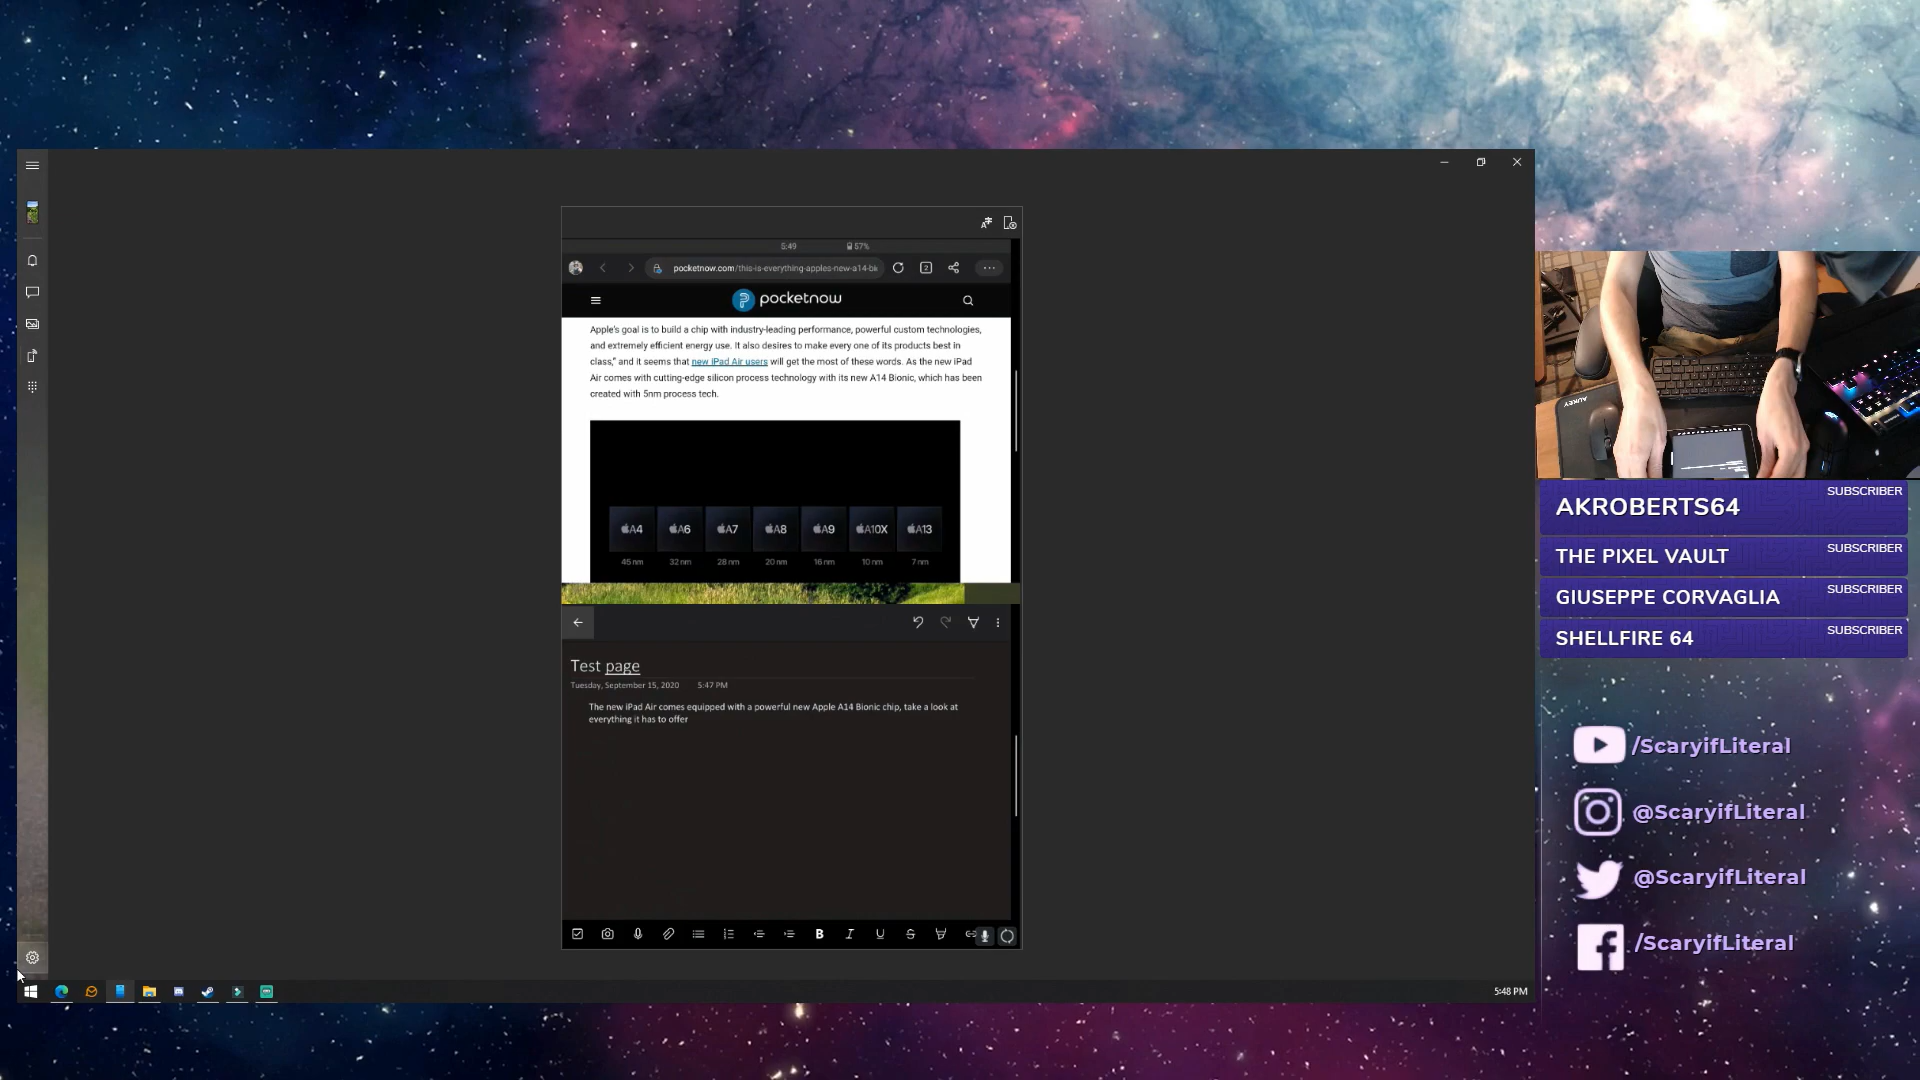 5:49
57%
pocketnow.com/this-is-everything-apples-new-a14-bi
2
pocketnow
Apple's goal is to build a chip with industry-leading performance, powerful custom technologies,
and extremely efficient energy use. It also desires to make every one of its products best in
class," and it seems that new iPad Air users will get the most of these words. As the new iPad
Air comes with cutting-edge silicon process technology with its new A14 Bionic, which has been
created with 5nm process tech.
A4 A6 A7 A8 A9 A10X A13
45 nm 32 nm 28 nm 20 nm 16 nm 10 nm 7 nm
Test page
Tuesday, September 15, 2020 5:47 PM
The new iPad Air comes equipped with a powerful new Apple A14 Bionic chip, take a look at
everything it has to offer
B I U S
5:48 PM
AUKEY
AKROBERTS64 SUBSCRIBER
THE PIXEL VAULT SUBSCRIBER
GIUSEPPE CORVAGLIA SUBSCRIBER
SHELLFIRE 64 SUBSCRIBER
/ScaryifLiteral
@ScaryifLiteral
@ScaryifLiteral
/ScaryifLiteral